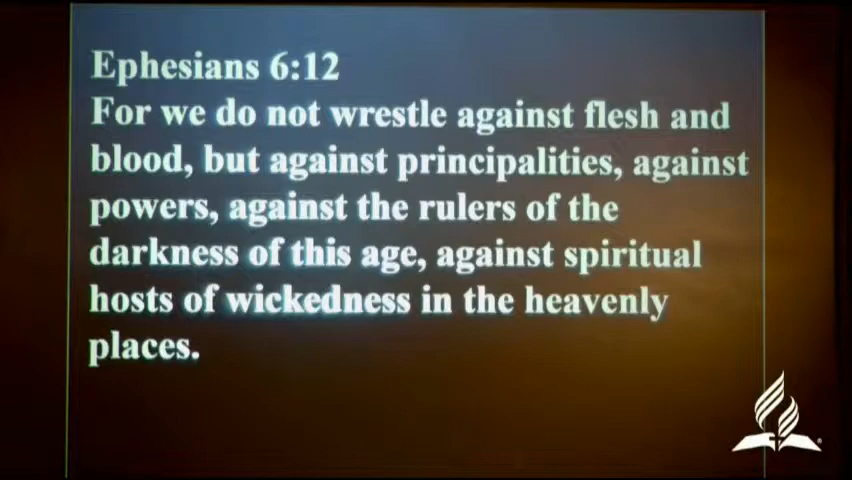 Ephesians 6:12
For we do not wrestle against flesh and
blood, but against principalities, against
powers, against the rulers of the
darkness of this age, against spiritual
hosts of wickedness in the heavenly
places.
®